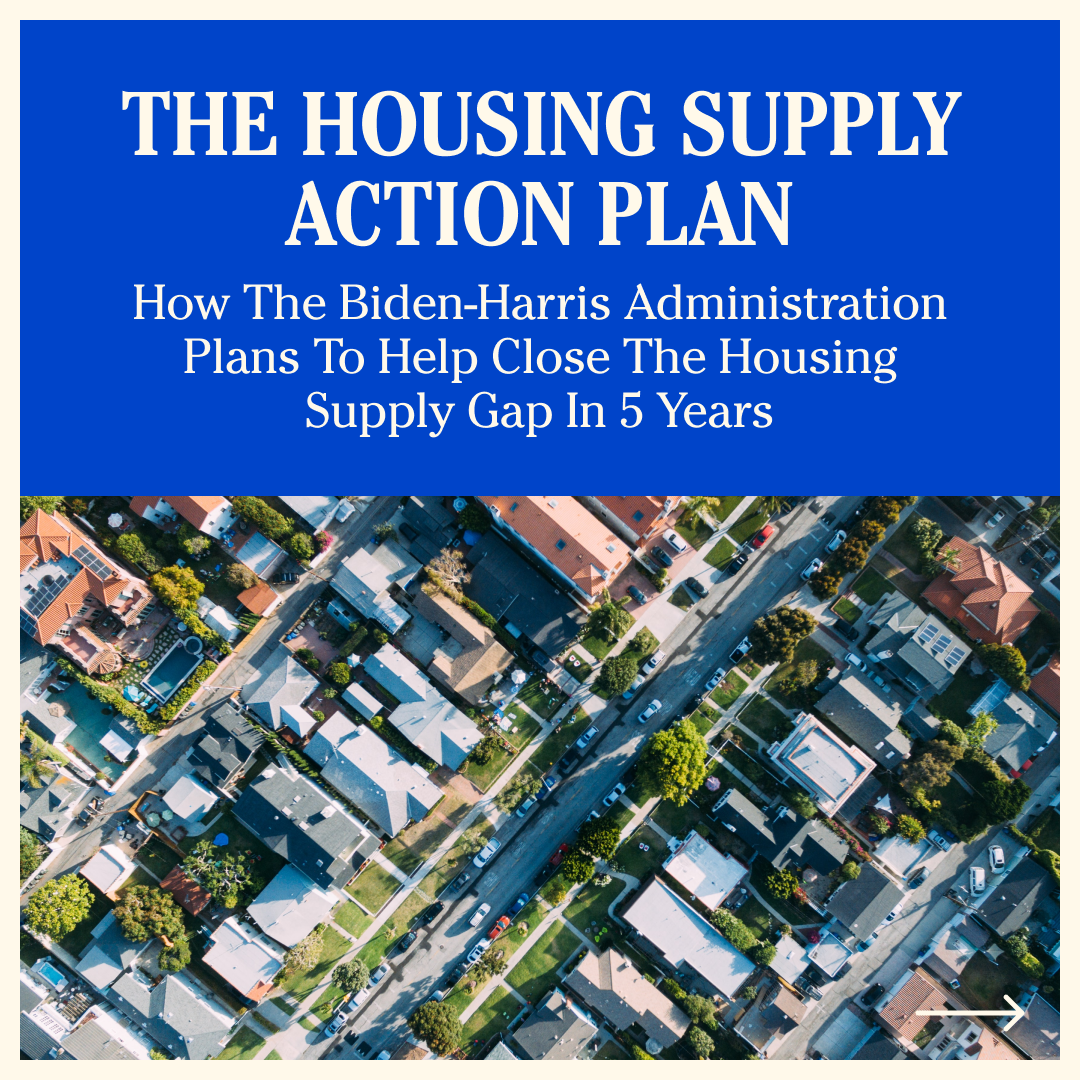 THE HOUSING SUPPLY
ACTION PLAN
How The Biden-Harris Administration
Plans To Help Close The Housing
Supply Gap In 5 Years